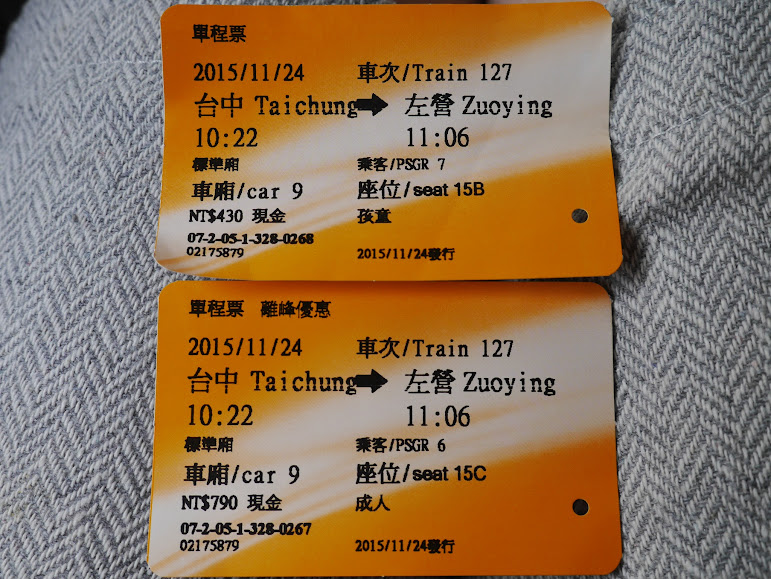 單程票
2015/11/24 車次/Train 127
台中 Taichung➡左營 Zuoying
10:22 11:06
標準廂 乘客/PSGR 7
車廂/car 9 座位/seat 15B
NT$430 現金 孩童
07-2-05-1-328-0268
02175879 2015/11/24發行
單程票 離峰優惠
2015/11/24 車次/Train 127
台中 Taichung➡左營 Zuoying
10:22 11:06
標準廂 乘客/PSGR 6
車廂/car 9 座位/seat 15C
NT$790 現金 成人
07-2-05-1-328-0267
02175879 2015/11/24發行